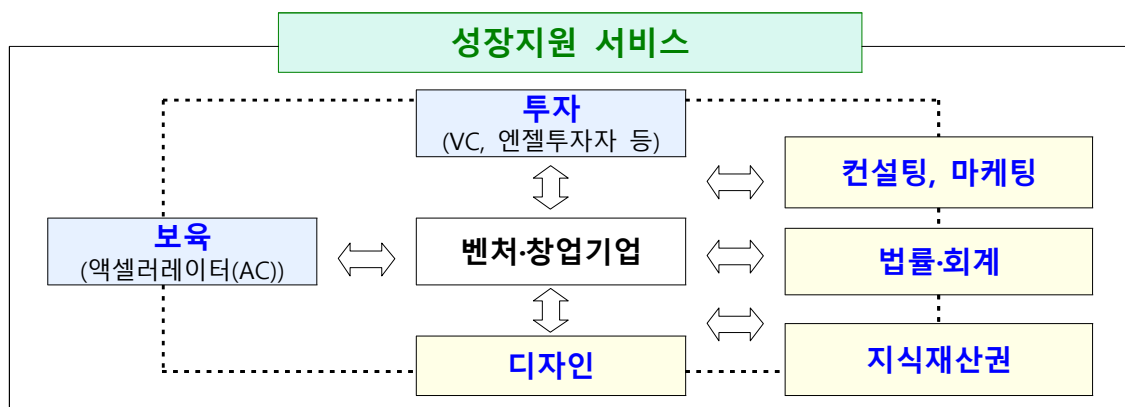 성장지원 서비스
투자
(VC, 엔젤투자자 등)
컨설팅, 마케팅
보육
(액셀러레이터(AC))
벤처·창업기업
법률·회계
디자인
지식재산권